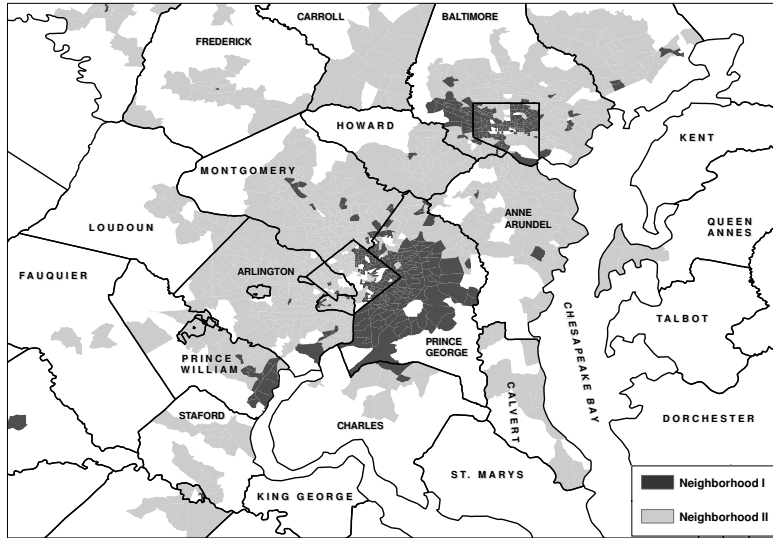 CARROLL
BALTIMORE
FREDERICK
HOWARD
KENT
MONTGOMERY
ANNE
ARUNDEL
QUEEN
ANNES
LOUDOUN
ARLINGTON
FAUQUIER
CHESAPEAKE BAY
TALBOT
PRINCE
GEORGE
PRINCE
WILLIAM
CALVERT
STAFORD
CHARLES
DORCHESTER
ST. MARYS
KING GEORGE
Neighborhood I
Neighborhood II